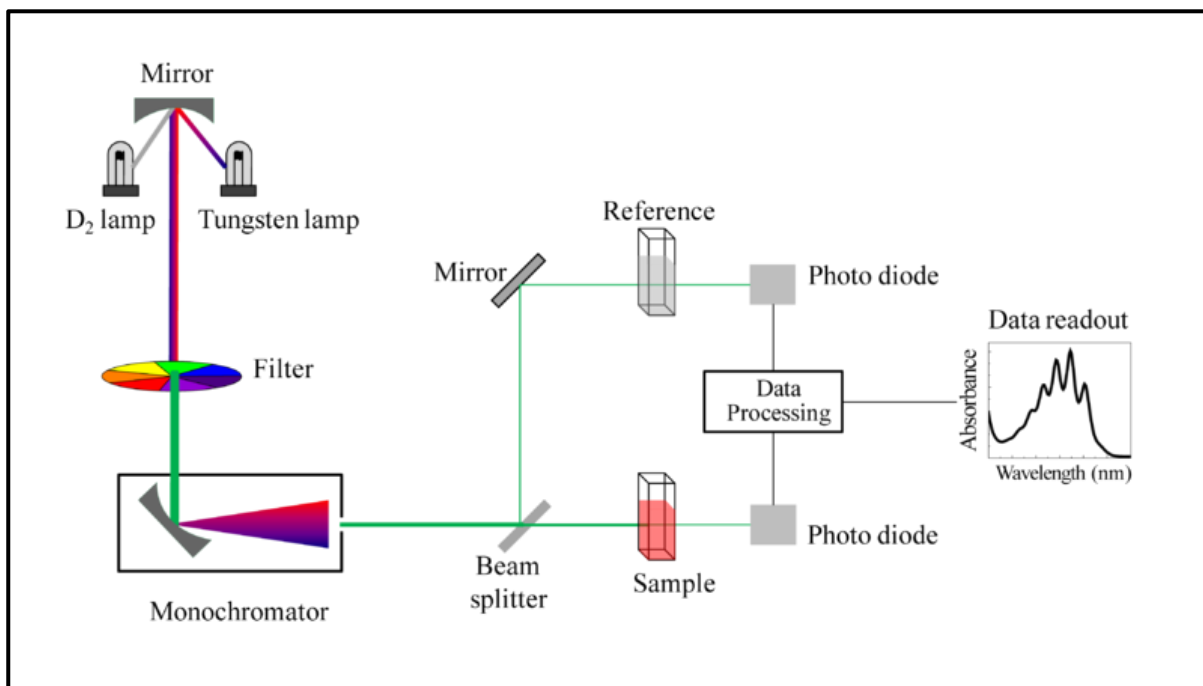 Mirror
D₂ lamp
Tungsten lamp
Filter
Monochromator
Mirror
Beam
splitter
Reference
Sample
Photo diode
Photo diode
Data
Processing
Data readout
Absorbance
Wavelength (nm)